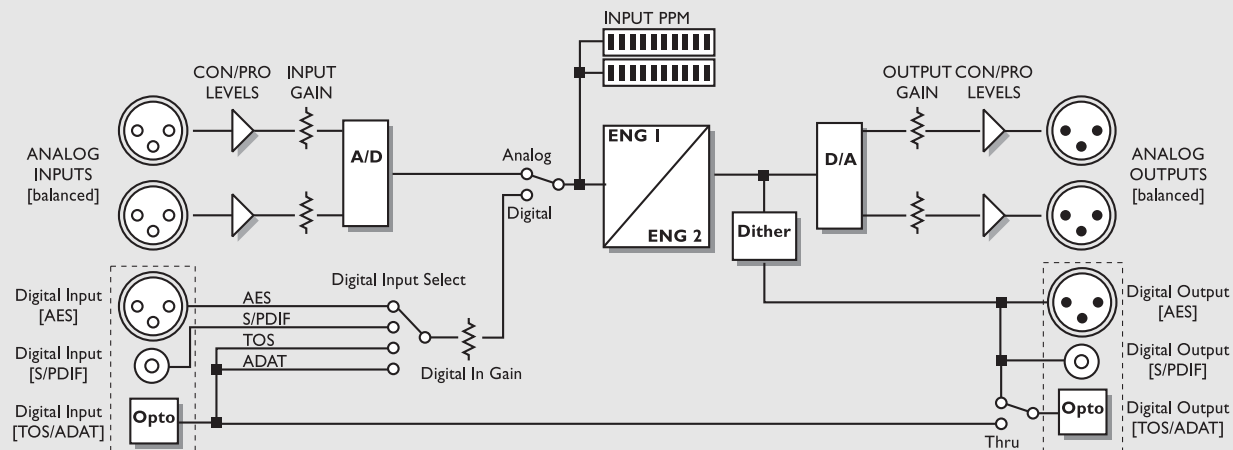 INPUT PPM
CON/PRO
LEVELS
INPUT
GAIN
OUTPUT
GAIN
CON/PRO
LEVELS
ANALOG
INPUTS
[balanced]
A/D
Analog
Digital
ENG 1
ENG 2
Dither
D/A
ANALOG
OUTPUTS
[balanced]
Digital Input
[AES]
Digital Input
[S/PDIF]
Digital Input
[TOS/ADAT]
Opto
AES
S/PDIF
TOS
ADAT
Digital Input Select
Digital In Gain
Thru
Opto
Digital Output
[AES]
Digital Output
[S/PDIF]
Digital Output
[TOS/ADAT]